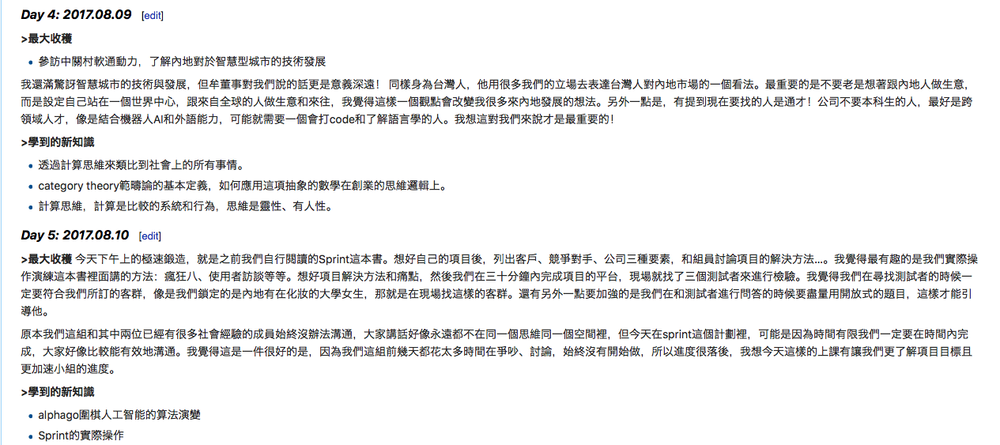 Day 4: 2017.08.09 [edit]
>最大收穫
• 參訪中關村軟通動力，了解內地對於智慧型城市的技術發展
我還滿驚訝智慧城市的技術與發展，但牟董事對我們說的話更是意義深遠！ 同樣身為台灣人，他用很多我們的立場去表達台灣人對內地市場的一個看法。最重要的是不要老是想著跟內地人做生意，
而是設定自己站在一個世界中心，跟來自全球的人做生意和來往，我覺得這樣一個觀點會改變我很多來內地發展的想法。另外一點是，有提到現在要找的人是通才！公司不要本科生的人，最好是跨
領域人才，像是結合機器人AI和外語能力，可能就需要一個會打code和了解語言學的人。我想這對我們來說才是最重要的！
>學到的新知識
• 透過計算思維來類比到社會上的所有事情。
• category theory範疇論的基本定義，如何應用這項抽象的數學在創業的思維邏輯上。
• 計算思維，計算是比較的系統和行為，思維是靈性、有人性。
Day 5: 2017.08.10 [edit]
>最大收穫 今天下午上的極速鍛造，就是之前我們自行閱讀的Sprint這本書。想好自己的項目後，列出客戶、競爭對手、公司三種要素，和組員討論項目的解決方法...。我覺得最有趣的是我們實際操
作演練這本書裡面講的方法：瘋狂八、使用者訪談等等。想好項目解決方法和痛點，然後我們在三十分鐘內完成項目的平台，現場就找了三個測試者來進行檢驗。我覺得我們在尋找測試者的時候一
定要符合我們所訂的客群，像是我們鎖定的是內地有在化妝的大學女生，那就是在現場找這樣的客群。還有另外一點要加強的是我們在和測試者進行問答的時候要盡量用開放式的題目，這樣才能引
導他。
原本我們這組和其中兩位已經有很多社會經驗的成員始終沒辦法溝通，大家講話好像永遠都不在同一個思維同一個空間裡，但今天在sprint這個計劃裡，可能是因為時間有限我們一定要在時間內完
成，大家好像比較能有效地溝通。我覺得這是一件很好的是，因為我們這組前幾天都花太多時間在爭吵、討論，始終沒有開始做，所以進度很落後，我想今天這樣的上課有讓我們更了解項目目標且
更加速小組的進度。
>學到的新知識
• alphago圍棋人工智能的算法演變
• Sprint的實際操作